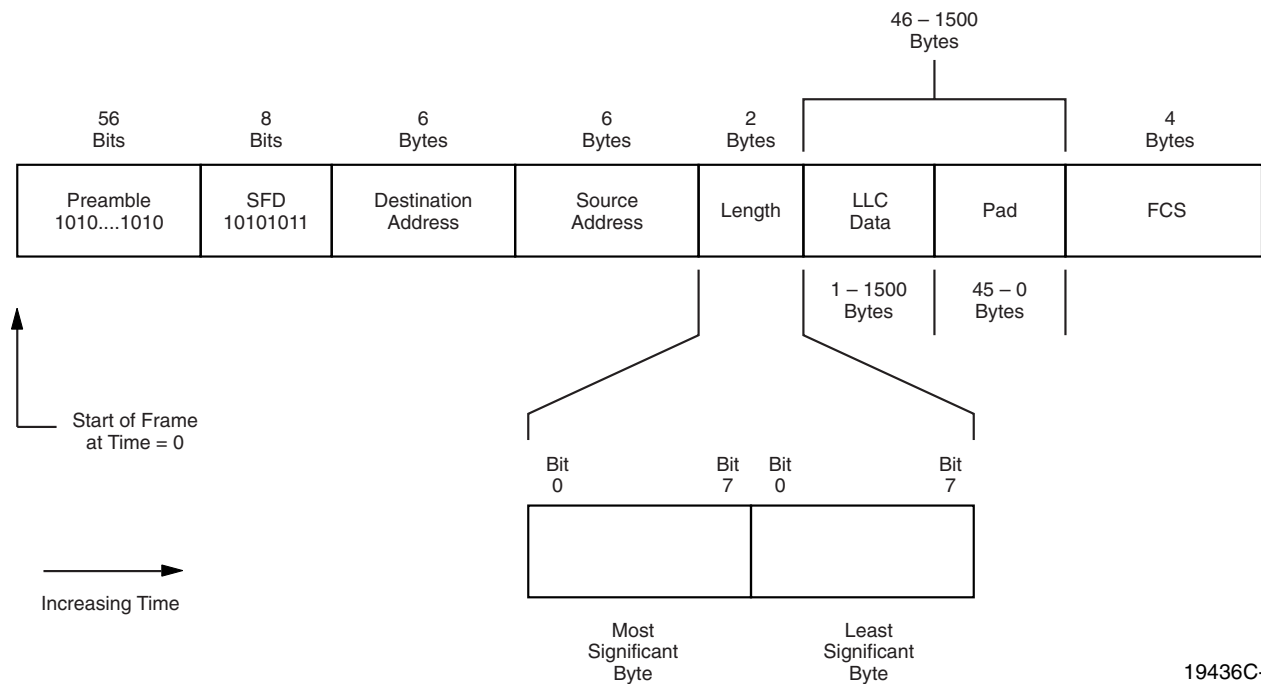 46 – 1500
Bytes
56
Bits
8
Bits
6
Bytes
6
Bytes
2
Bytes
4
Bytes
Preamble
1010....1010
SFD
10101011
Destination
Address
Source
Address
Length
LLC
Data
Pad
FCS
1 – 1500
Bytes
45 – 0
Bytes
Start of Frame
at Time = 0
Bit
0
Bit
7
Bit
0
Bit
7
Increasing Time
Most
Significant
Byte
Least
Significant
Byte
19436C-